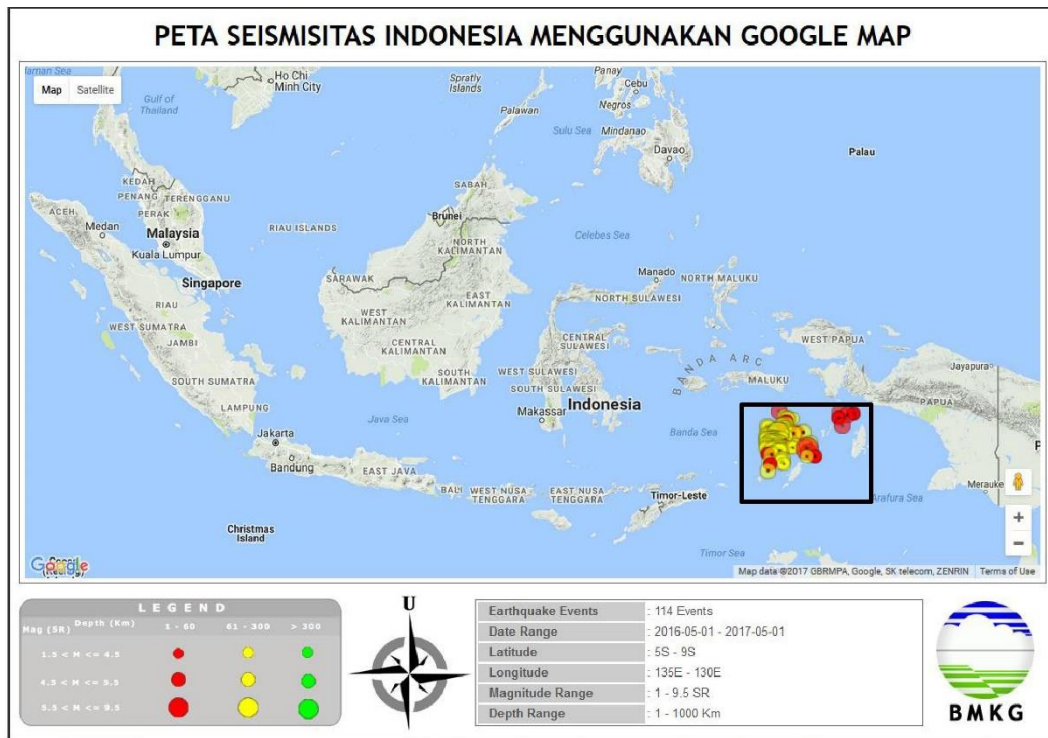 PETA SEISMISITAS INDONESIA MENGGUNAKAN GOOGLE MAP
Map Satellite
Gulf of
Thailand
Ho Chi
Minh City
Spratly
Islands
Palawan
Panay
Cebu
Negros
Sulu Sea
Mindanao
Davao
Palau
KEDAH
PENANG
TERENGGANU
PERAK
ACEH
Medan
Malaysia
Kuala Lumpur
RIAU ISLANDS
Singapore
SABAH
Brunei
NORTH
KALIMANTAN
SARAWAK
Celebes Sea
Manado
NORTH MALUKU
NORTH SULAWESI
RIAU
WEST SUMATRA
JAMBI
SOUTH SUMATRA
LAMPUNG
WEST
KALIMANTAN
EAST
KALIMANTAN
CENTRAL
KALIMANTAN
SOUTH
KALIMANTAN
CENTRAL
SULAWESI
WEST SULAWESI
SOUTH
SULAWESI
BANDA ARC
MALUKU
WEST PAPUA
Jayapura
PAPUA
Java Sea
Makassar
Indonesia
Banda Sea
Jakarta
Bandung
EAST JAVA
BALI
WEST NUSA
TENGGARA
EAST NUSA
TENGGARA
Timor-Leste
Arafura Sea
Merauke
P
Christmas
Island
Timor Sea
+
−
Google
Map data ©2017 GBRMPA, Google, SK telecom, ZENRIN Terms of Use
LEGEND
Mag (SR) Depth (Km) 1 - 60 61 - 300 > 300
1.5 < M <= 4.5
4.5 < M <= 5.5
5.5 < M <= 9.5
U
Earthquake Events : 114 Events
Date Range : 2016-05-01 - 2017-05-01
Latitude : 5S - 9S
Longitude : 135E - 130E
Magnitude Range : 1 - 9.5 SR
Depth Range : 1 - 1000 Km
BMKG